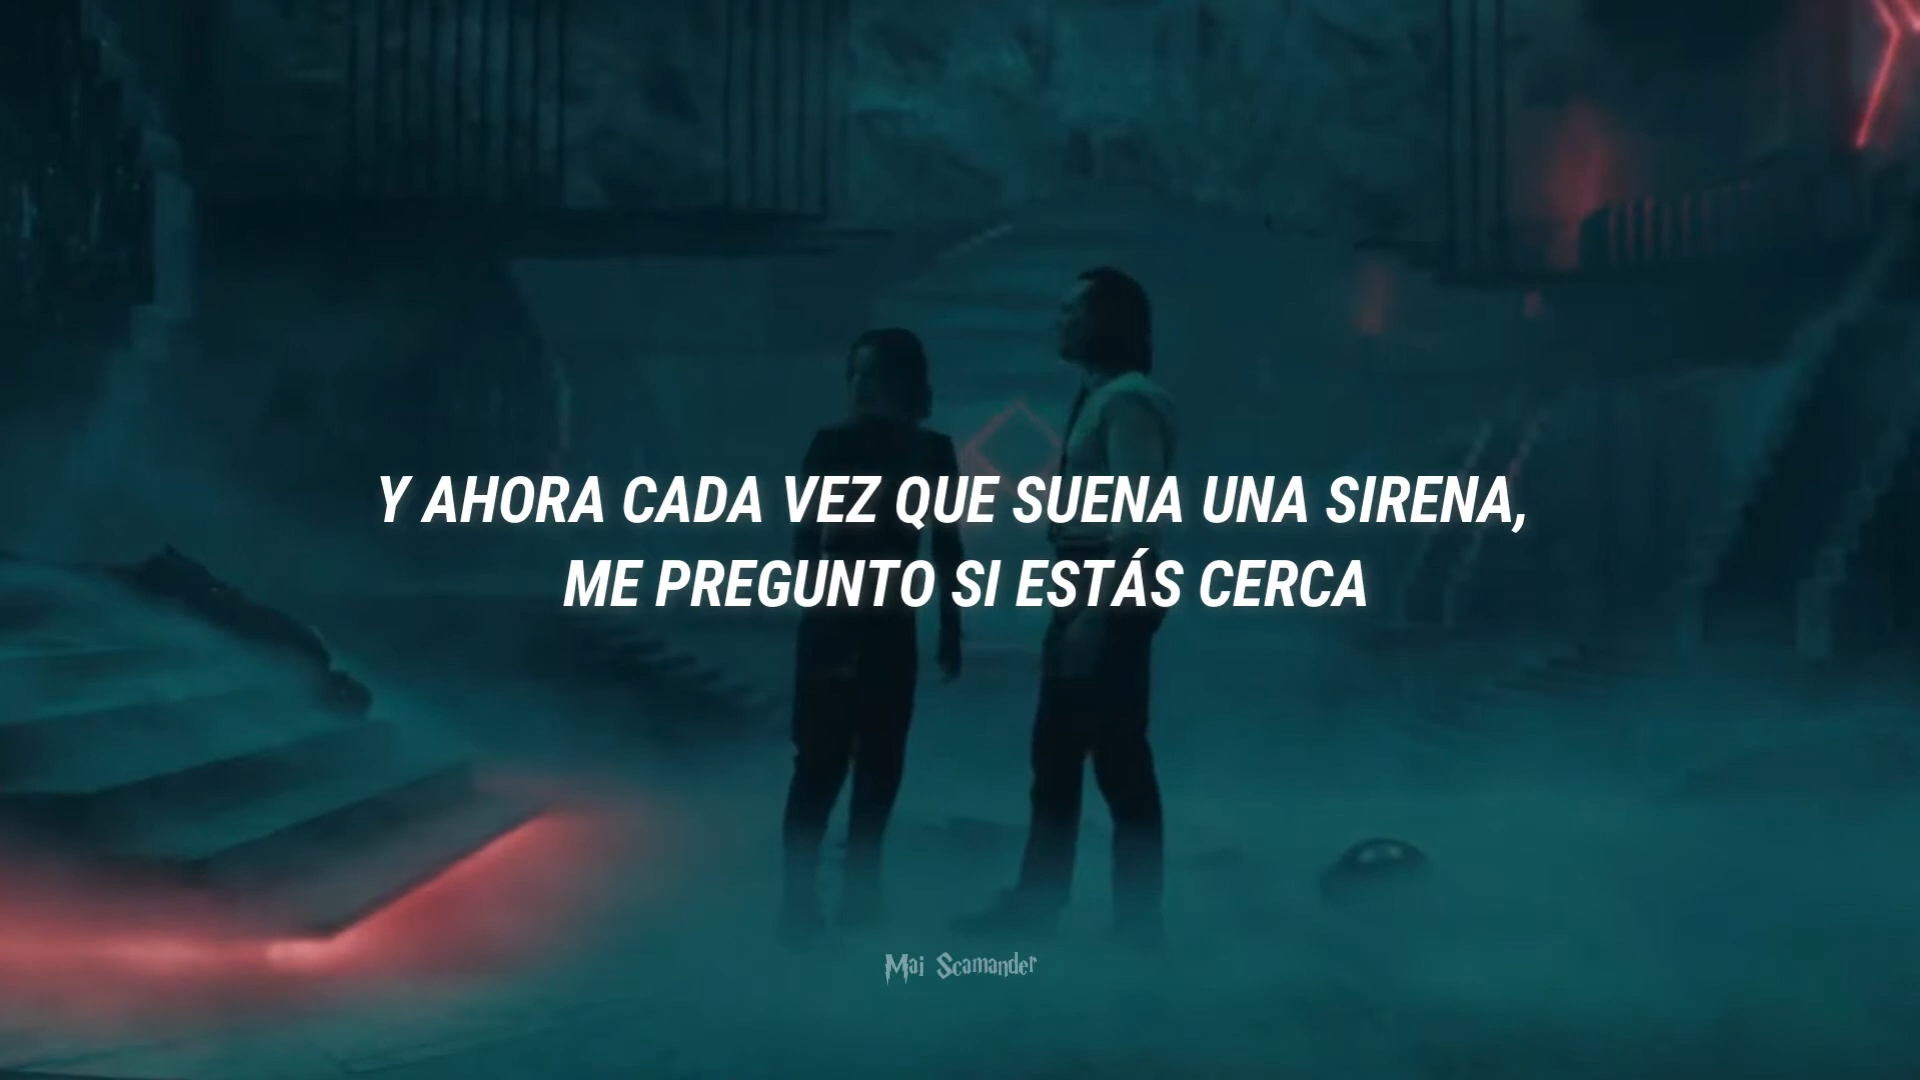 Y AHORA CADA VEZ QUE SUENA UNA SIRENA,
ME PREGUNTO SI ESTÁS CERCA
Mai Scamander